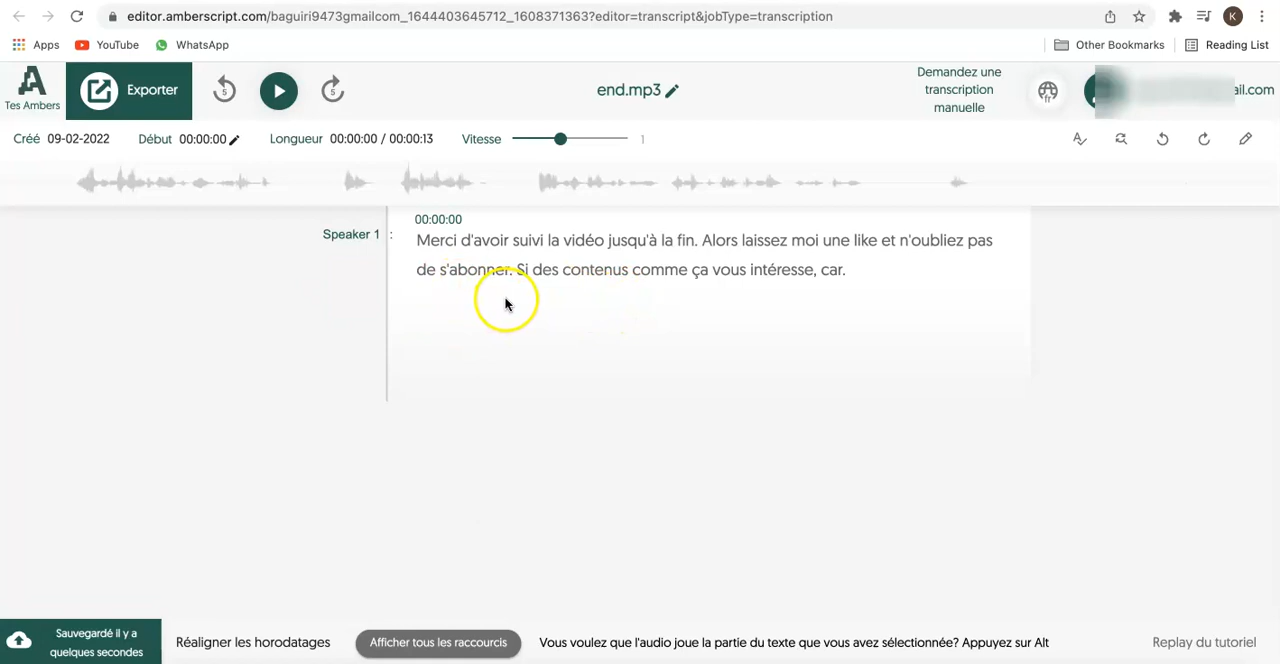 editor.amberscript.com/baguiri9473gmailcom_1644403645712_1608371363?editor=transcript&jobType=transcription
K
Apps YouTube WhatsApp Other Bookmarks Reading List
Tes Ambers
Exporter
5
5
end.mp3
Demandez une
transcription
manuelle
fr
ail.com
Créé 09-02-2022 Début 00:00:00 Longueur 00:00:00 / 00:00:13 Vitesse 1
00:00:00
Speaker 1 :
Merci d'avoir suivi la vidéo jusqu'à la fin. Alors laissez moi une like et n'oubliez pas
de s'abonner. Si des contenus comme ça vous intéresse, car.
Sauvegardé il y a
quelques secondes
Réaligner les horodatages
Afficher tous les raccourcis
Vous voulez que l'audio joue la partie du texte que vous avez sélectionnée? Appuyez sur Alt
Replay du tutoriel